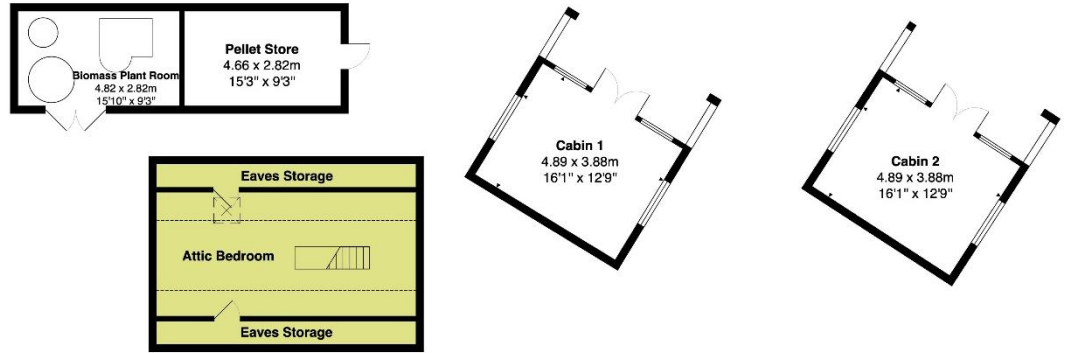 Biomass Plant Room
4.82 x 2.82m
15'10" x 9'3"
Pellet Store
4.66 x 2.82m
15'3" x 9'3"
Cabin 1
4.89 x 3.88m
16'1" x 12'9"
Cabin 2
4.89 x 3.88m
16'1" x 12'9"
Eaves Storage
Attic Bedroom
Eaves Storage